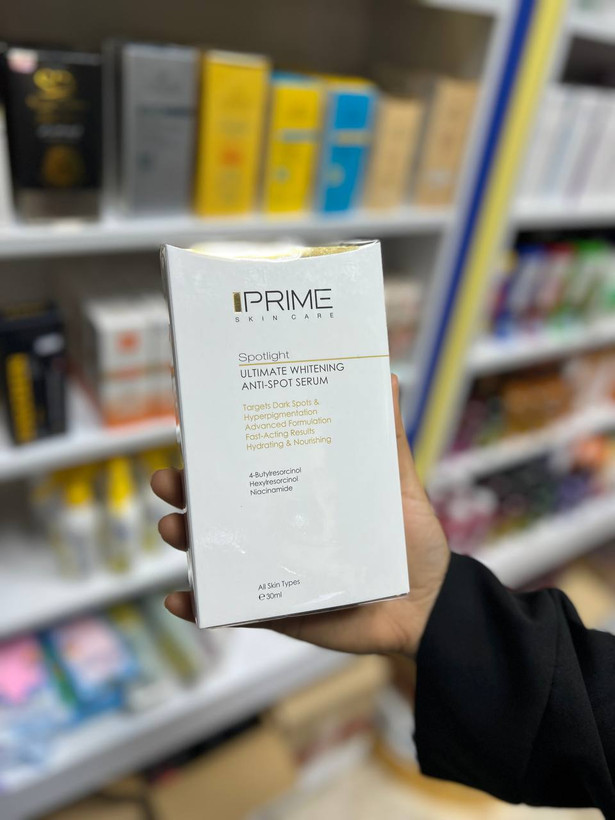 PRIME
SKIN CARE
Spotlight
ULTIMATE WHITENING
ANTI-SPOT SERUM
Targets Dark Spots &
Hyperpigmentation
Advanced Formulation
Fast-Acting Results
Hydrating & Nourishing
4-Butylresorcinol
Hexylresorcinol
Niacinamide
All Skin Types
℮ 30ml